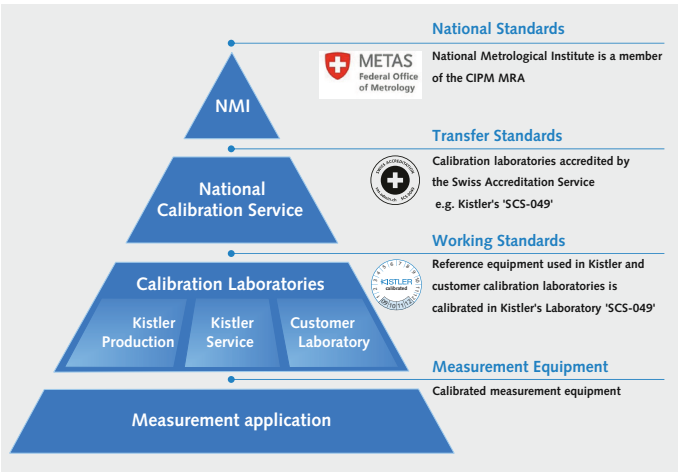 National Standards
METAS
Federal Office
of Metrology
National Metrological Institute is a member
of the CIPM MRA
NMI
Transfer Standards
SWISS ACCREDITATION
Calibration laboratories accredited by
the Swiss Accreditation Service
e.g. Kistler's 'SCS-049'
National
Calibration Service
Working Standards
Calibration Laboratories
KISTLER
calibrated
Reference equipment used in Kistler and
customer calibration laboratories is
calibrated in Kistler's Laboratory 'SCS-049'
Kistler
Production
Kistler
Service
Customer
Laboratory
Measurement Equipment
Calibrated measurement equipment
Measurement application